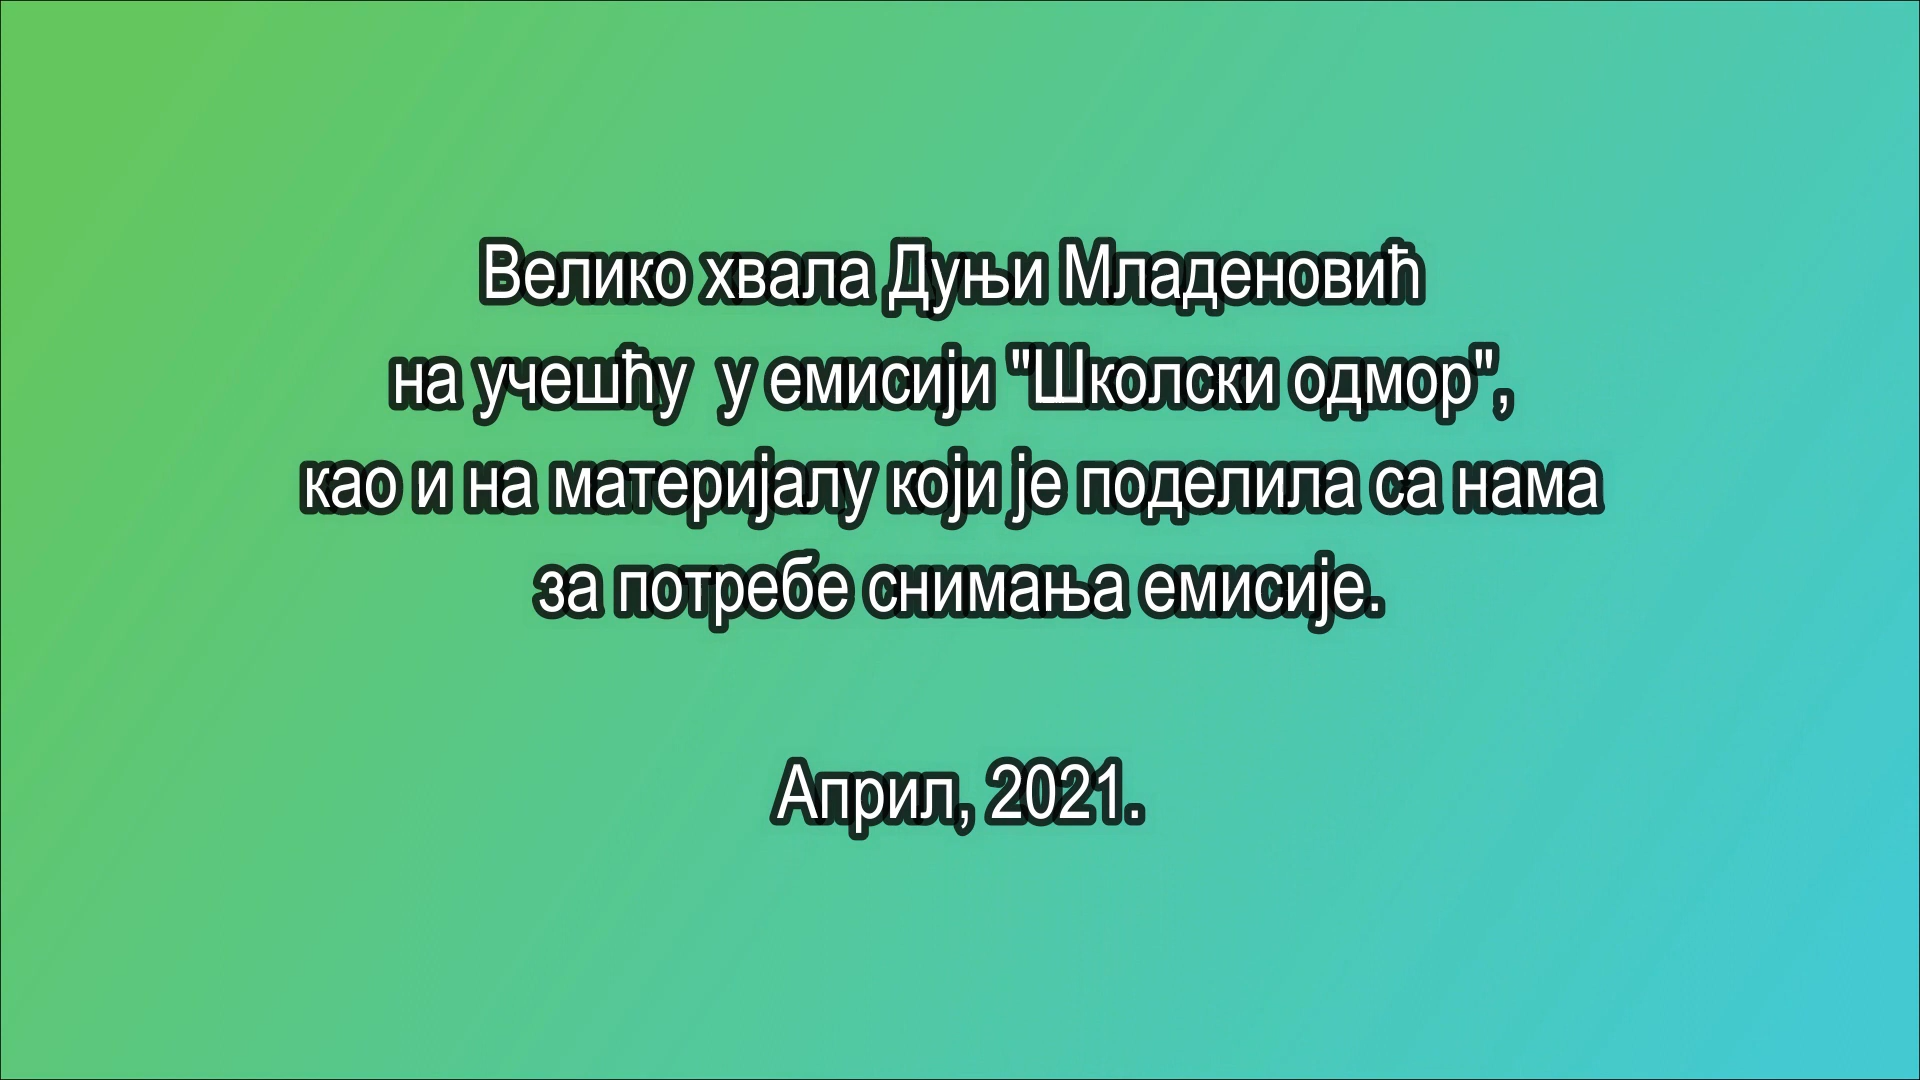 Велико хвала Дуњи Младеновић
на учешћу  у емисији "Школски одмор",
као и на материјалу који је поделила са нама
за потребе снимања емисије.
Април, 2021.